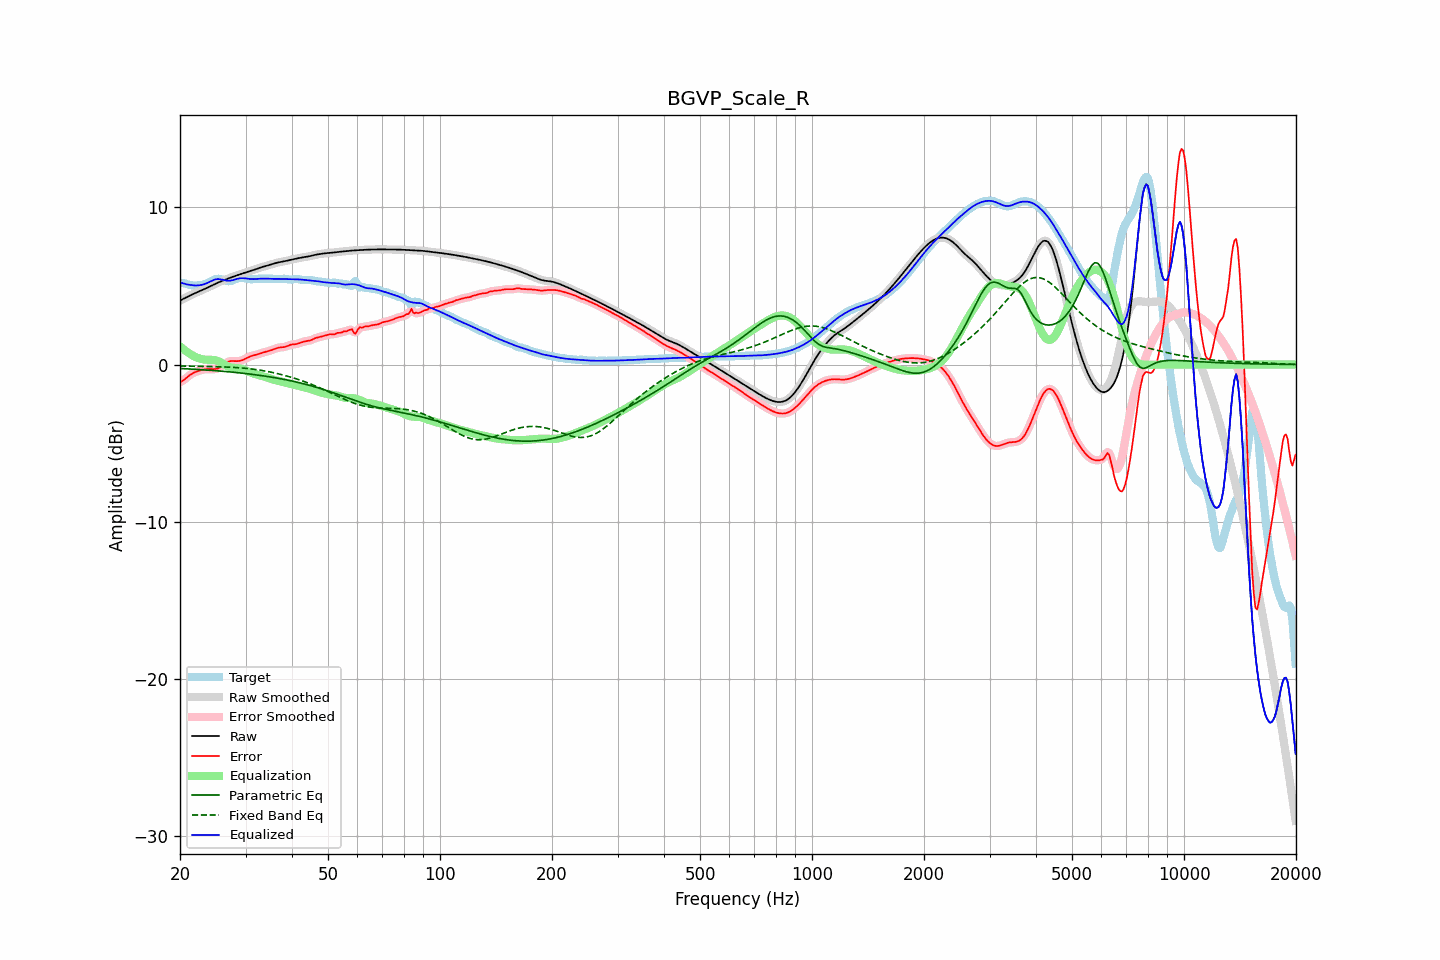 BGVP_Scale_R
Amplitude (dBr)
10
0
−10
−20
−30
Target
Raw Smoothed
Error Smoothed
Raw
Error
Equalization
Parametric Eq
Fixed Band Eq
Equalized
20 50 100 200 500 1000 2000 5000 10000 20000
Frequency (Hz)